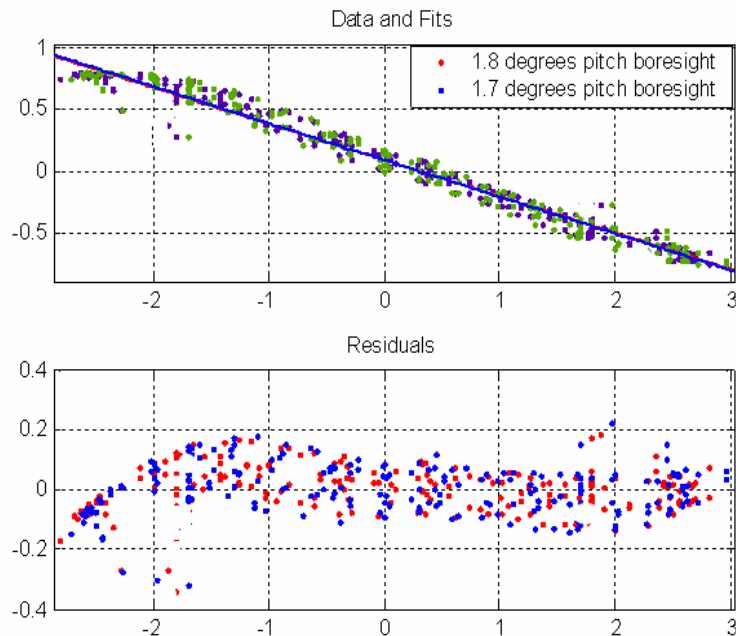 Data and Fits
1
0.5
0
-0.5
1.8 degrees pitch boresight
1.7 degrees pitch boresight
-2 -1 0 1 2 3
Residuals
0.4
0.2
0
-0.2
-0.4
-2 -1 0 1 2 3